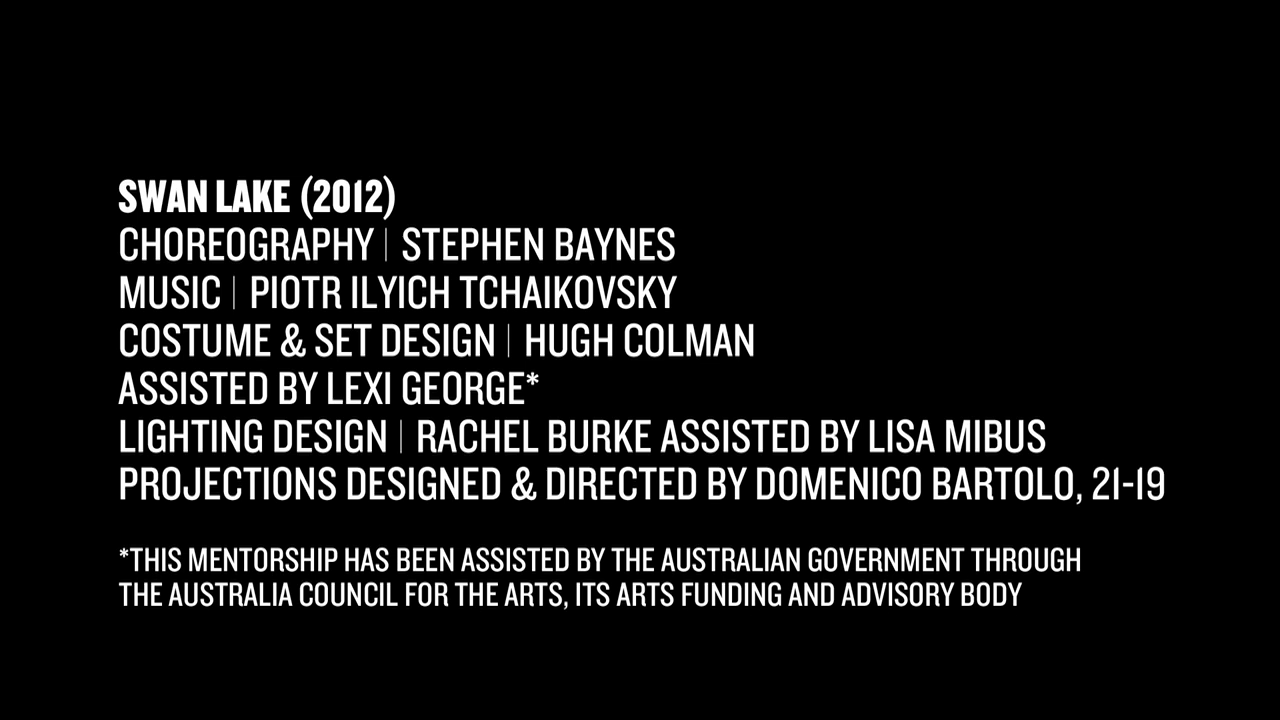 SWAN LAKE (2012)
CHOREOGRAPHY | STEPHEN BAYNES
MUSIC | PIOTR ILYICH TCHAIKOVSKY
COSTUME & SET DESIGN | HUGH COLMAN
ASSISTED BY LEXI GEORGE*
LIGHTING DESIGN | RACHEL BURKE ASSISTED BY LISA MIBUS
PROJECTIONS DESIGNED & DIRECTED BY DOMENICO BARTOLO, 21-19
*THIS MENTORSHIP HAS BEEN ASSISTED BY THE AUSTRALIAN GOVERNMENT THROUGH
THE AUSTRALIA COUNCIL FOR THE ARTS, ITS ARTS FUNDING AND ADVISORY BODY